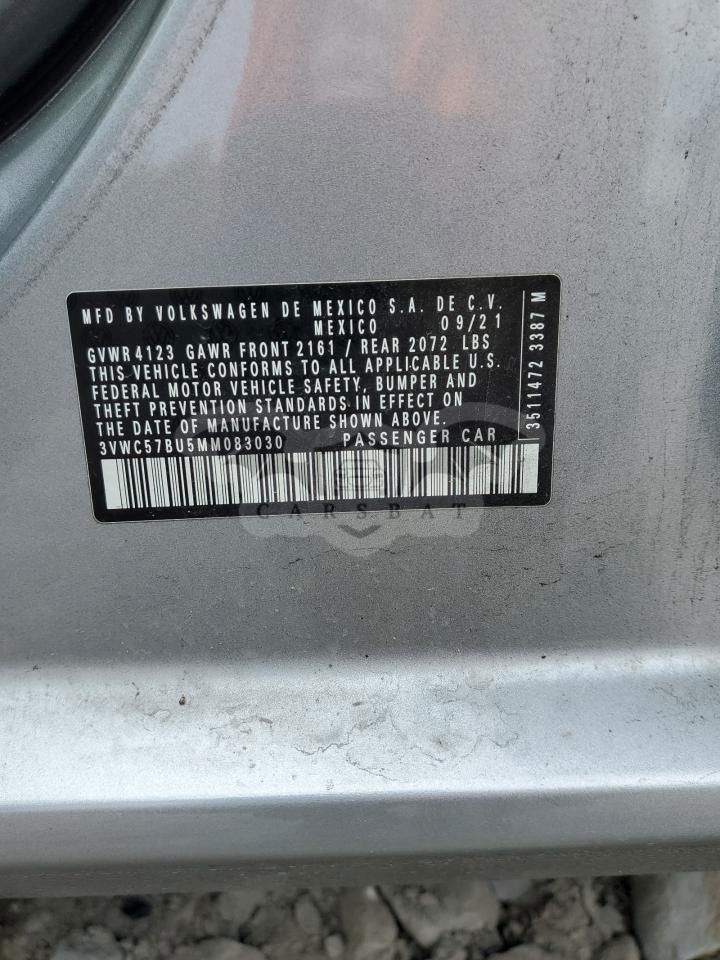 MFD BY VOLKSWAGEN DE MEXICO S.A. DE C.V.
MEXICO 09/21
GVWR 4123 GAWR FRONT 2161 / REAR 2072 LBS
THIS VEHICLE CONFORMS TO ALL APPLICABLE U.S.
FEDERAL MOTOR VEHICLE SAFETY, BUMPER AND
THEFT PREVENTION STANDARDS IN EFFECT ON
THE DATE OF MANUFACTURE SHOWN ABOVE.
3VWC57BU5MM083030 PASSENGER CAR
3511472 3387 M
CARSBAT